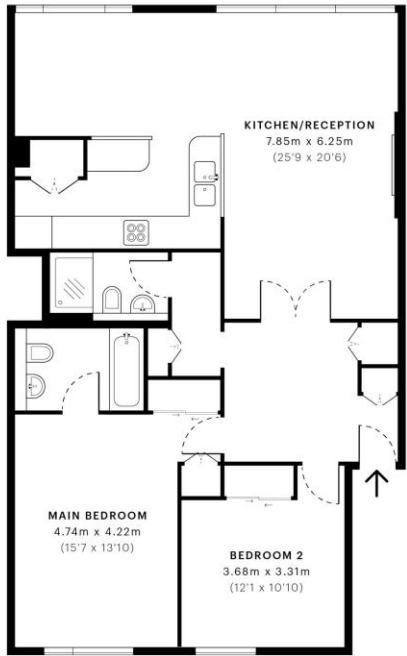 KITCHEN/RECEPTION
7.85m x 6.25m
(25'9 x 20'6)
MAIN BEDROOM
4.74m x 4.22m
(15'7 x 13'10)
BEDROOM 2
3.68m x 3.31m
(12'1 x 10'10)